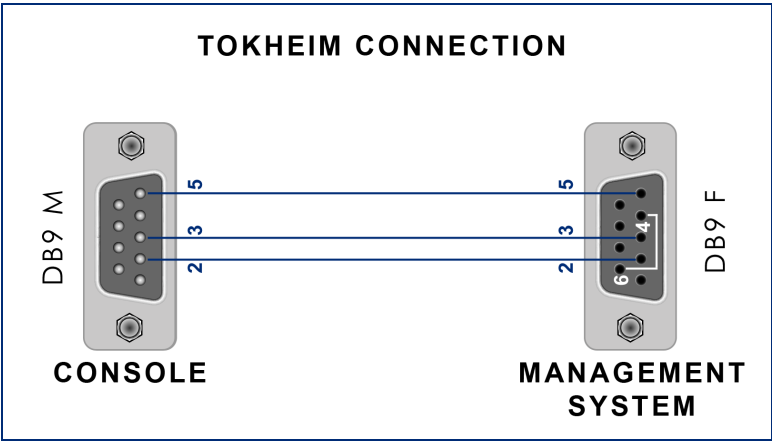 TOKHEIM CONNECTION
DB9 M
5
3
2
5
3
2
4
6
DB9 F
CONSOLE
MANAGEMENT
SYSTEM